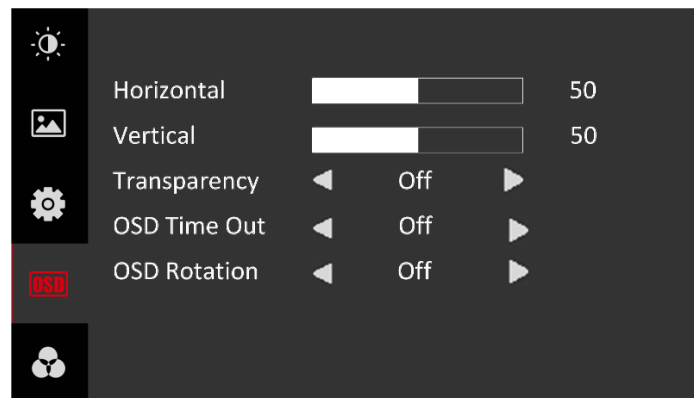 Horizontal 50
Vertical 50
Transparency Off
OSD Time Out Off
OSD Rotation Off
OSD